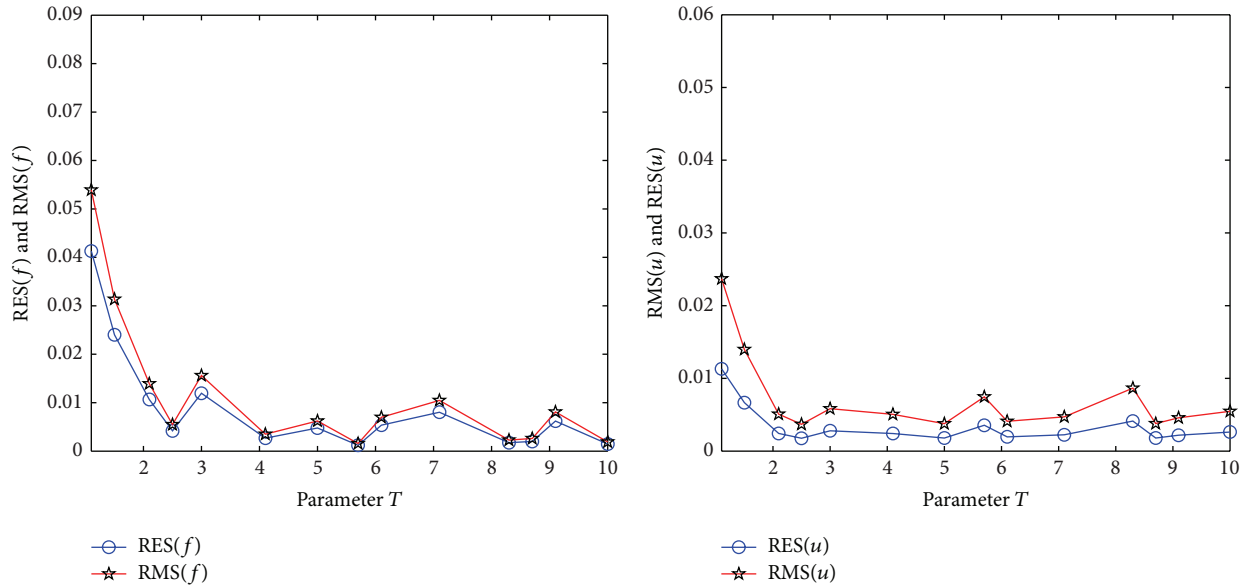 0.09
0.08
0.07
0.06
0.05
0.04
0.03
0.02
0.01
0
RES(f) and RMS(f)
2 3 4 5 6 7 8 9 10
Parameter T
RES(f)
RMS(f)
0.06
0.05
0.04
0.03
0.02
0.01
0
RMS(u) and RES(u)
2 3 4 5 6 7 8 9 10
Parameter T
RES(u)
RMS(u)